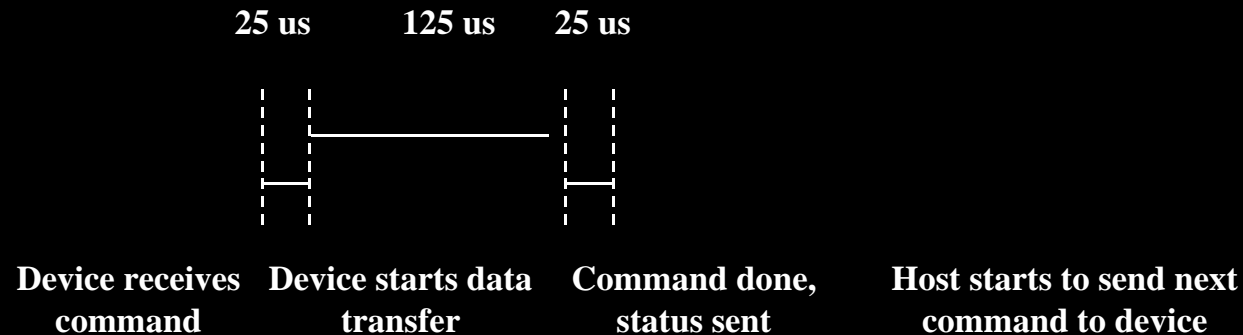 25 us 125 us 25 us
Device receives command
Device starts data transfer
Command done, status sent
Host starts to send next command to device